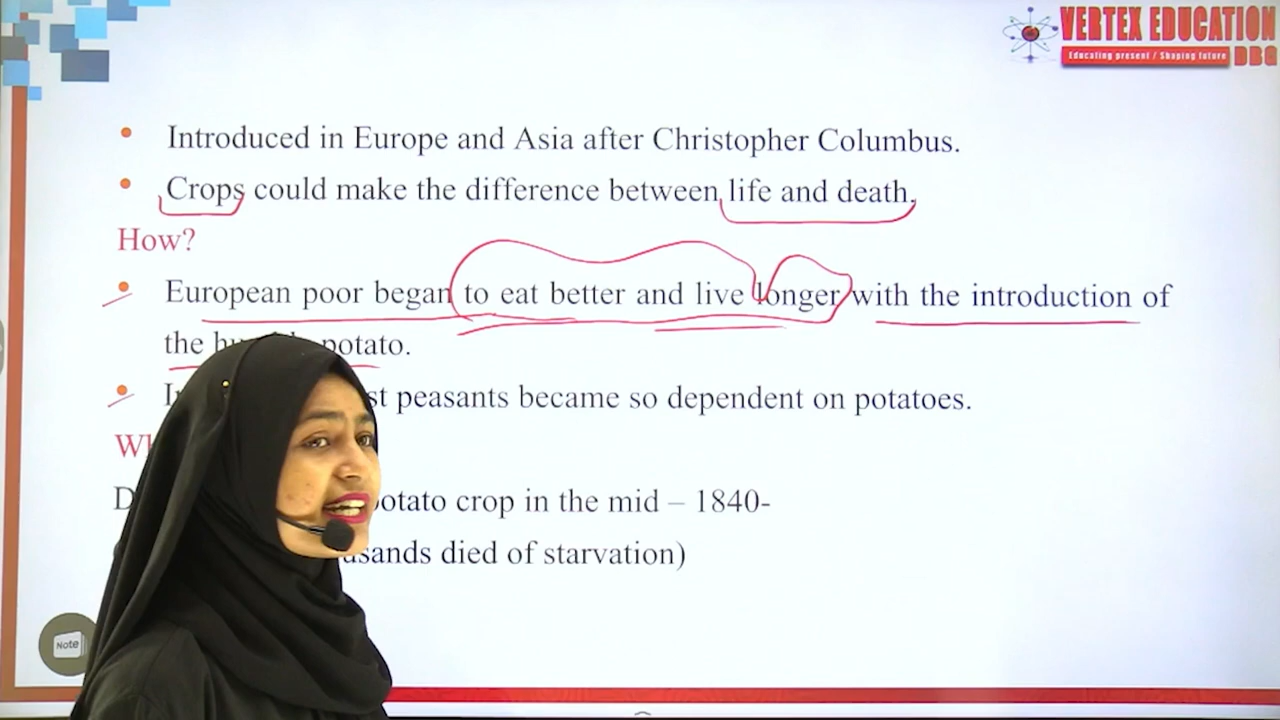 VERTEX EDUCATION
Educating present / Shaping future DBG
Introduced in Europe and Asia after Christopher Columbus.
Crops could make the difference between life and death.
How?
European poor began to eat better and live longer with the introduction of
the potato.
peasants became so dependent on potatoes.
potato crop in the mid – 1840-
died of starvation)
Note